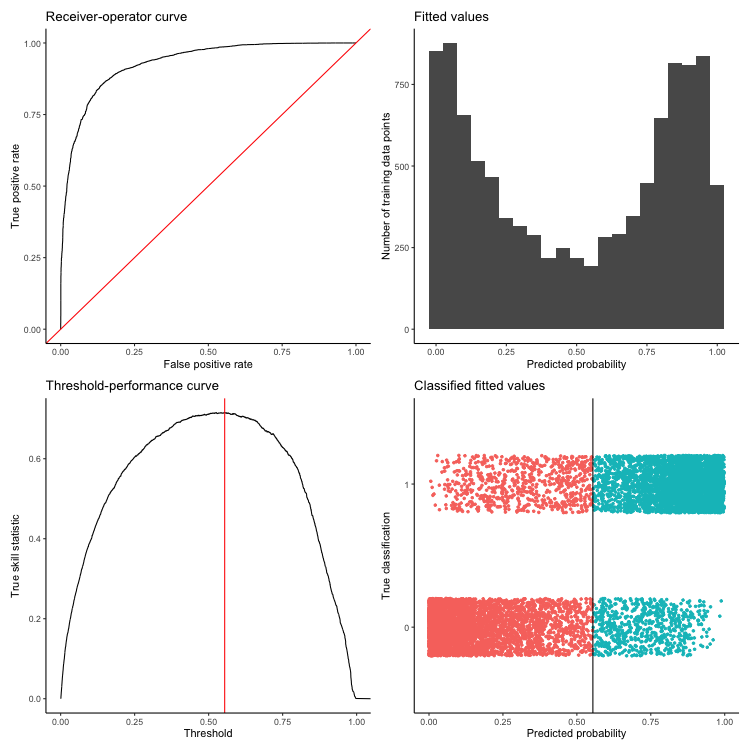 Receiver-operator curve
True positive rate
1.00
0.75
0.50
0.25
0.00
0.00 0.25 0.50 0.75 1.00
False positive rate
Fitted values
Number of training data points
750
500
250
0
0.00 0.25 0.50 0.75 1.00
Predicted probability
Threshold-performance curve
True skill statistic
0.6
0.4
0.2
0.0
0.00 0.25 0.50 0.75 1.00
Threshold
Classified fitted values
True classification
1
0
0.00 0.25 0.50 0.75 1.00
Predicted probability